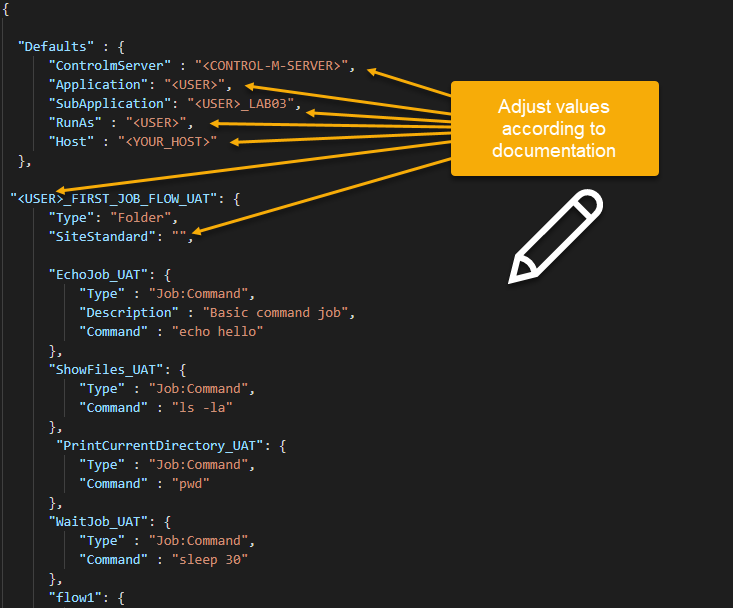 {
"Defaults" : {
"ControlmServer" : "<CONTROL-M-SERVER>",
"Application": "<USER>",
"SubApplication": "<USER>_LAB03",
"RunAs" : "<USER>",
"Host" : "<YOUR_HOST>"
},
"<USER>_FIRST_JOB_FLOW_UAT": {
"Type": "Folder",
"SiteStandard": "",
"EchoJob_UAT": {
"Type" : "Job:Command",
"Description" : "Basic command job",
"Command" : "echo hello"
},
"ShowFiles_UAT": {
"Type" : "Job:Command",
"Command" : "ls -la"
},
"PrintCurrentDirectory_UAT": {
"Type" : "Job:Command",
"Command" : "pwd"
},
"WaitJob_UAT": {
"Type" : "Job:Command",
"Command" : "sleep 30"
},
"flow1": {
Adjust values
according to
documentation